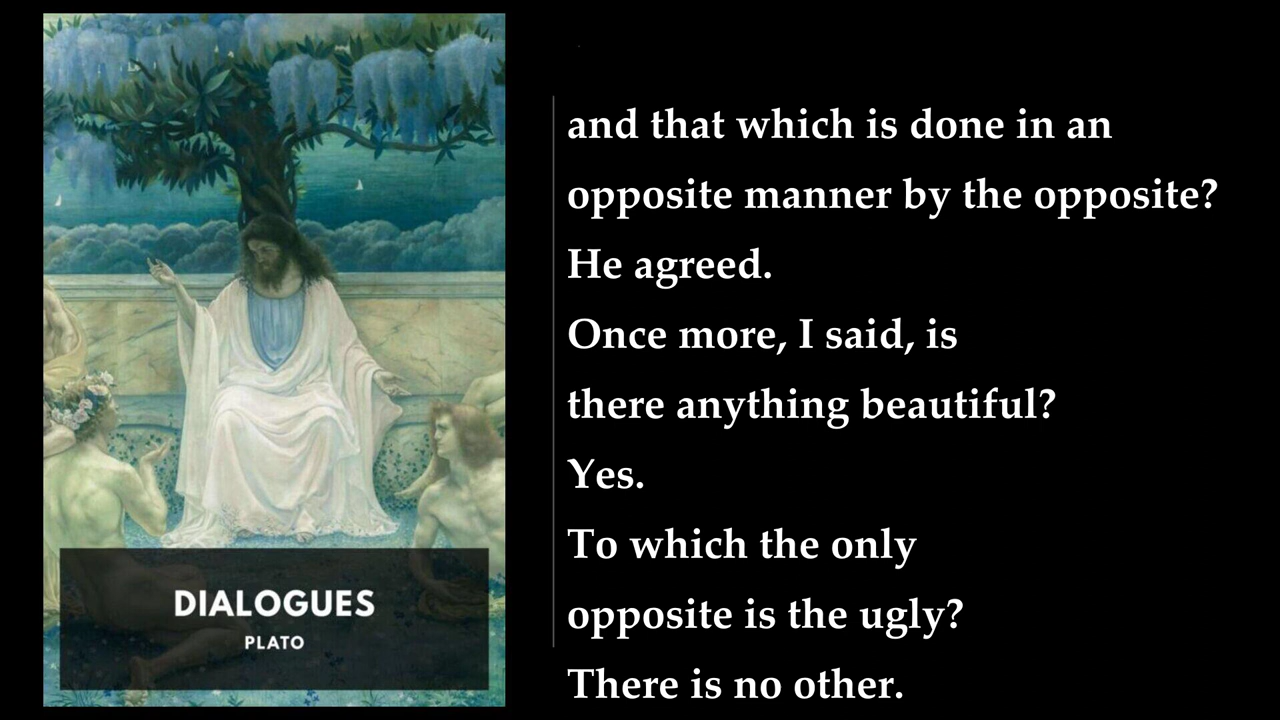 DIALOGUES
PLATO
and that which is done in an
opposite manner by the opposite?
He agreed.
Once more, I said, is
there anything beautiful?
Yes.
To which the only
opposite is the ugly?
There is no other.